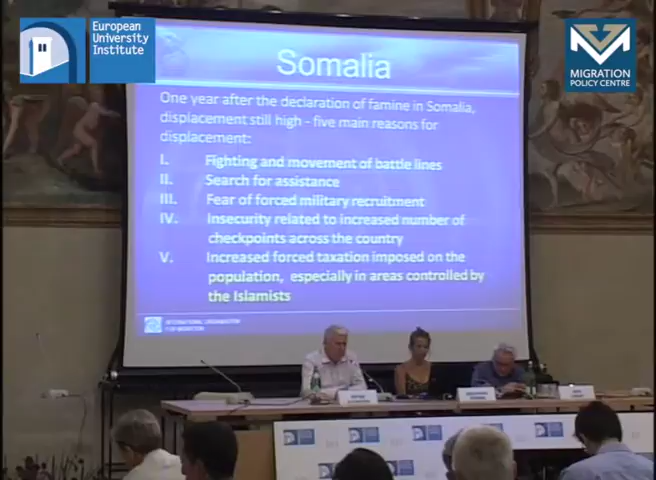 European
University
Institute
MIGRATION
POLICY CENTRE
Somalia
One year after the declaration of famine in Somalia,
displacement still high - five main reasons for
displacement:
I. Fighting and movement of battle lines
II. Search for assistance
III. Fear of forced military recruitment
IV. Insecurity related to increased number of
checkpoints across the country
V. Increased forced taxation imposed on the
population, especially in areas controlled by
the Islamists